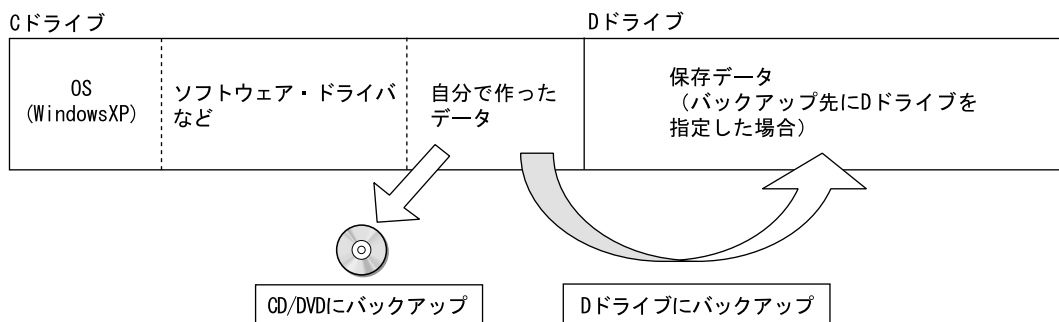 Cドライブ
Dドライブ
OS
(WindowsXP)
ソフトウェア・ドライバ
など
自分で作った
データ
保存データ
（バックアップ先にDドライブを
指定した場合）
CD/DVDにバックアップ
Dドライブにバックアップ